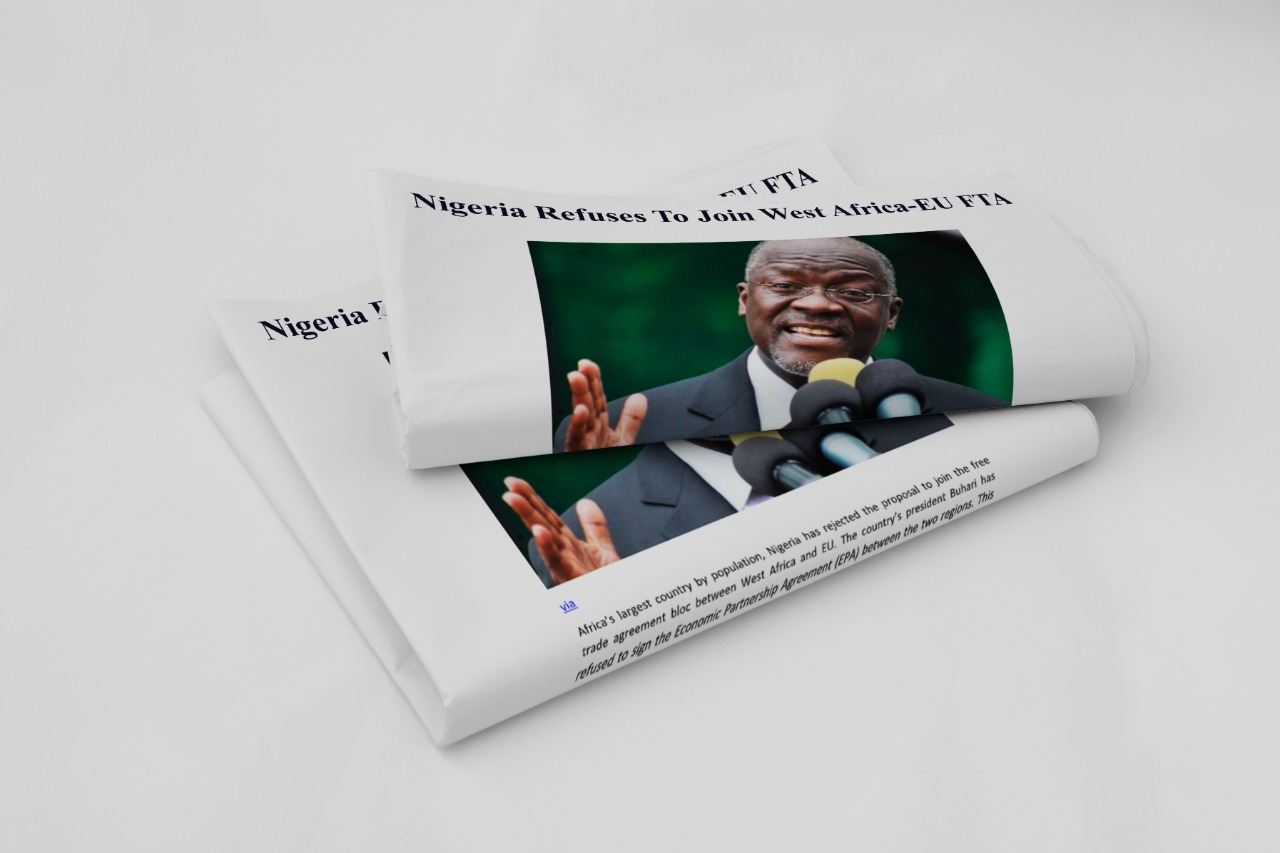 EU FTA
Nigeria Refuses To Join West Africa-EU FTA
Nigeria
via
Africa's largest country by population, Nigeria has rejected the proposal to join the free
trade agreement bloc between West Africa and EU. The country's president Buhari has
refused to sign the Economic Partnership Agreement (EPA) between the two regions. This